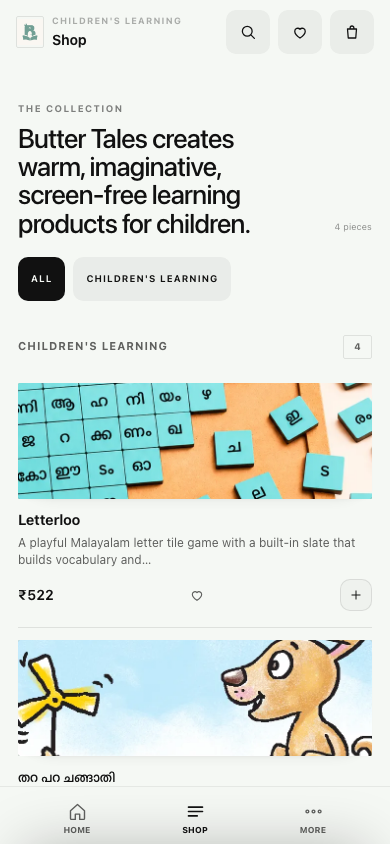 CHILDREN'S LEARNING
Shop
THE COLLECTION
Butter Tales creates
warm, imaginative,
screen-free learning
products for children.
4 pieces
ALL
CHILDREN'S LEARNING
CHILDREN'S LEARNING
4
നി ആ ഹ നി യം ഴ
ജ റ ക്ക ണം ഖ
കോ ഈ ടം ഓ
ച
ഇ
ല
Letterloo
A playful Malayalam letter tile game with a built-in slate that
builds vocabulary and...
₹522
തറ പറ ചങ്ങാതി
HOME
SHOP
MORE